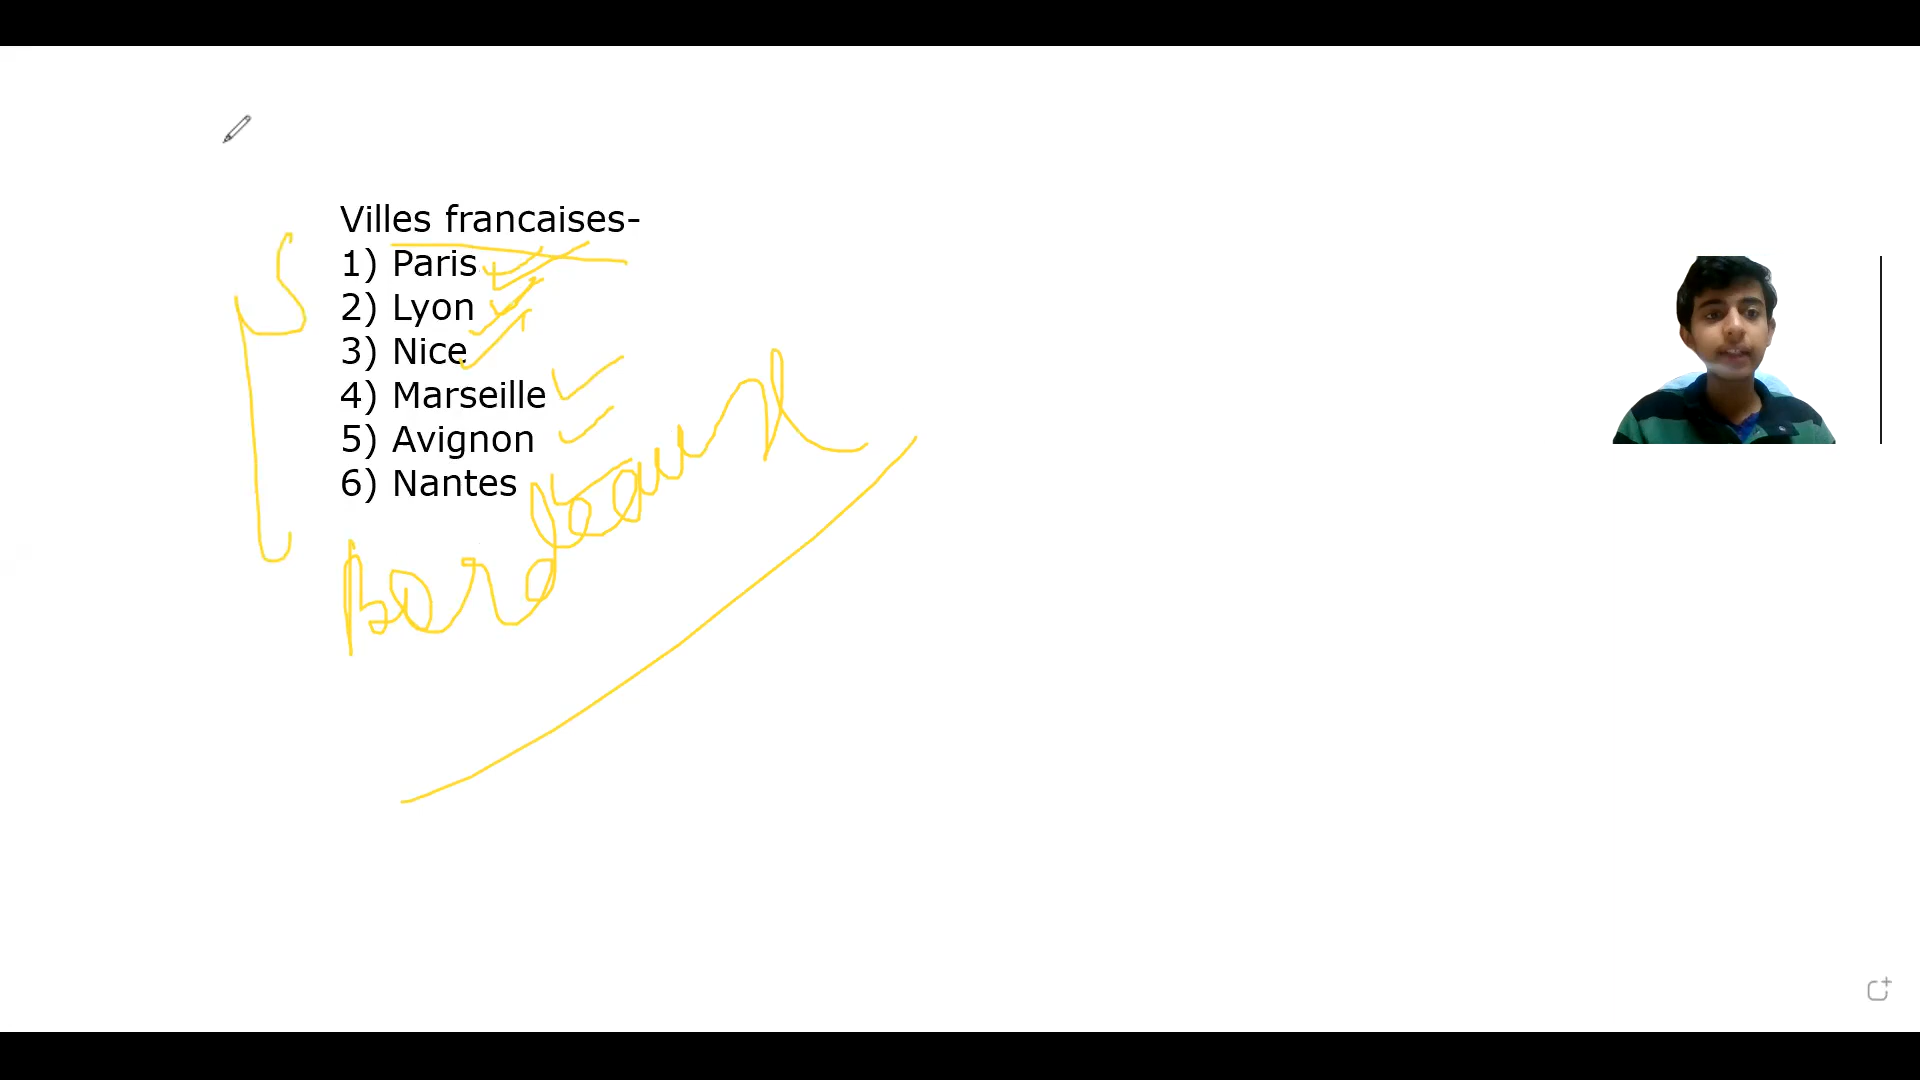 Villes francaises-
1) Paris
2) Lyon
3) Nice
4) Marseille
5) Avignon
6) Nantes
Bordeaux